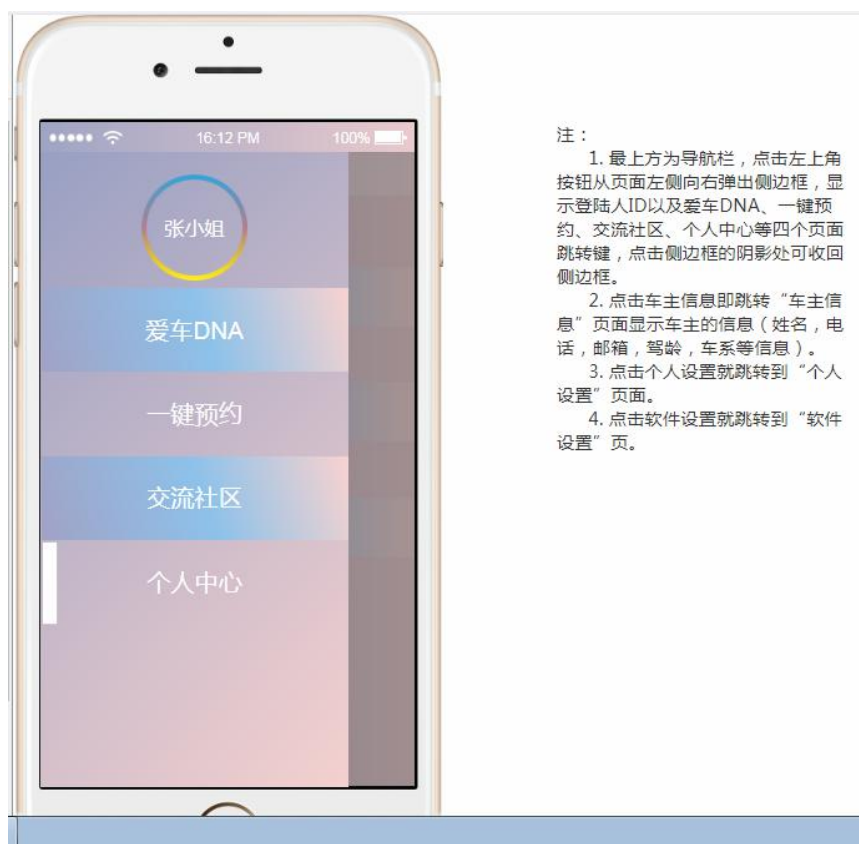 16:12 PM
100%
张小姐
爱车DNA
一键预约
交流社区
个人中心
注：
1. 最上方为导航栏，点击左上角
按钮从页面左侧向右弹出侧边框，显
示登陆人ID以及爱车DNA、一键预
约、交流社区、个人中心等四个页面
跳转键，点击侧边框的阴影处可收回
侧边框。
2. 点击车主信息即跳转“车主信
息”页面显示车主的信息（姓名，电
话，邮箱，驾龄，车系等信息）。
3. 点击个人设置就跳转到“个人
设置”页面。
4. 点击软件设置就跳转到“软件
设置”页。